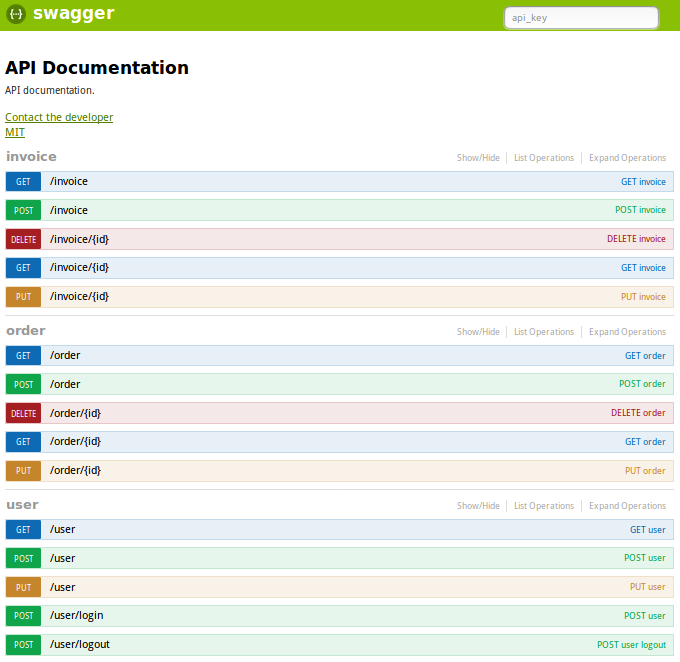 {···} swagger api_key
API Documentation
API documentation.
Contact the developer
MIT
invoice Show/Hide List Operations Expand Operations
GET /invoice GET invoice
POST /invoice POST invoice
DELETE /invoice/{id} DELETE invoice
GET /invoice/{id} GET invoice
PUT /invoice/{id} PUT invoice
order Show/Hide List Operations Expand Operations
GET /order GET order
POST /order POST order
DELETE /order/{id} DELETE order
GET /order/{id} GET order
PUT /order/{id} PUT order
user Show/Hide List Operations Expand Operations
GET /user GET user
POST /user POST user
PUT /user PUT user
POST /user/login POST user
POST /user/logout POST user logout